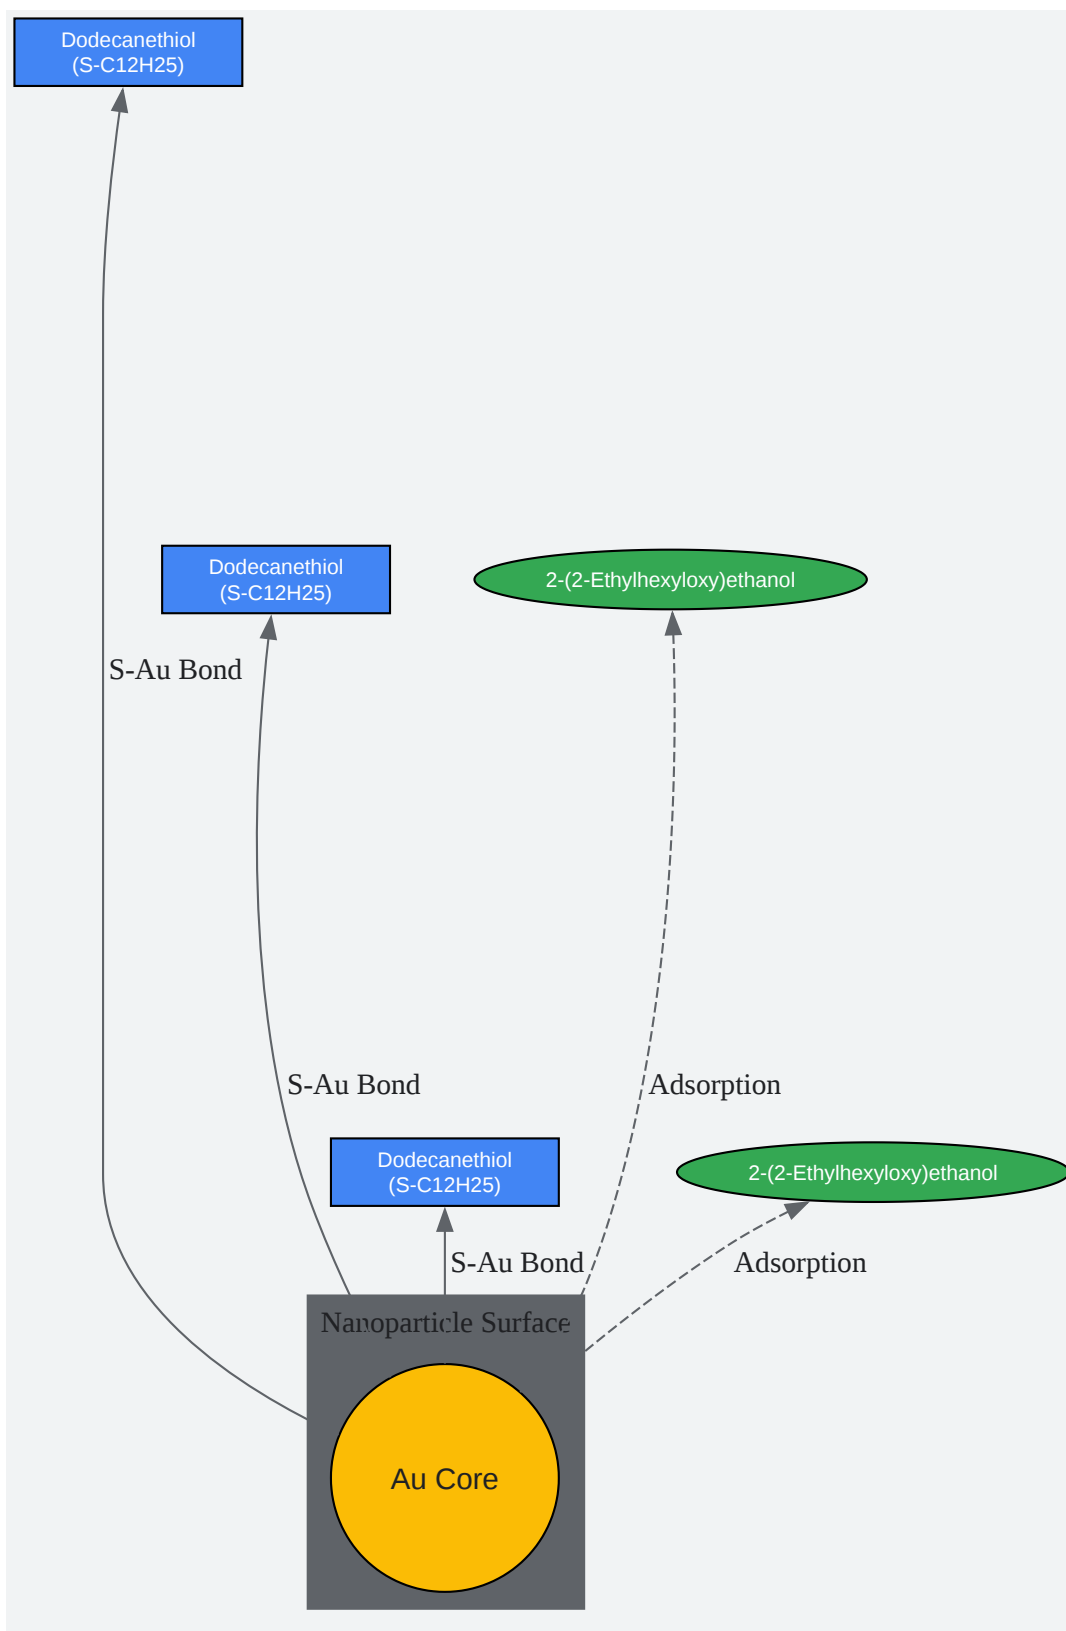 Dodecanethiol
(S-C12H25)
Dodecanethiol
(S-C12H25)
2-(2-Ethylhexyloxy)ethanol
S-Au Bond
S-Au Bond
Adsorption
Dodecanethiol
(S-C12H25)
2-(2-Ethylhexyloxy)ethanol
S-Au Bond
Adsorption
Nanoparticle Surface
Au Core